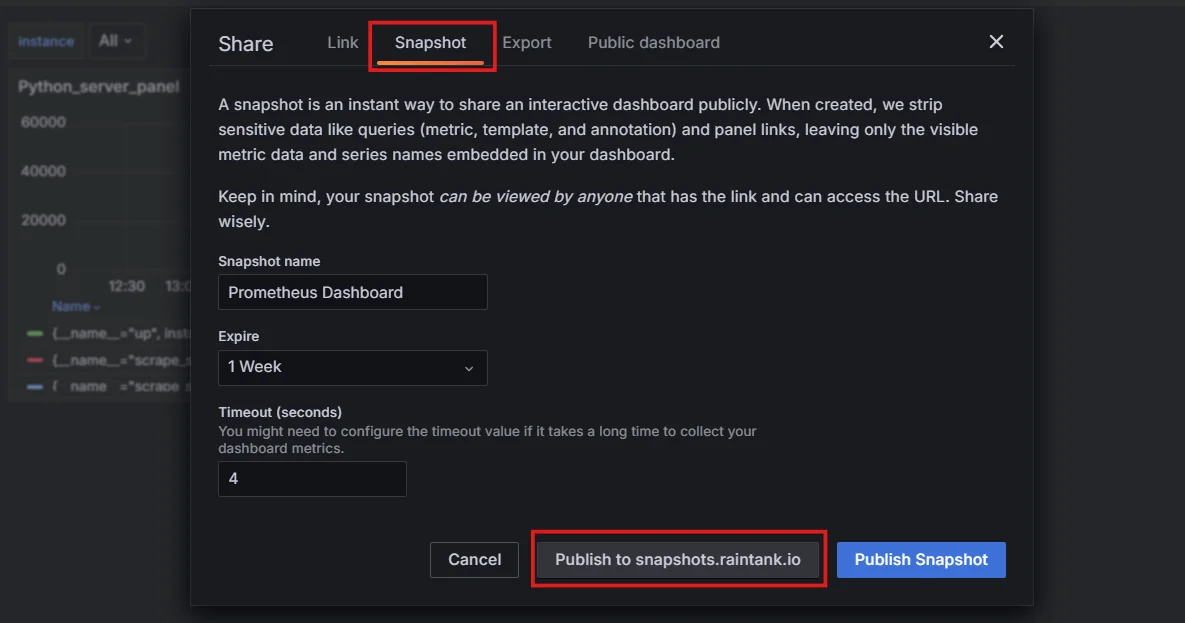 instance All
Python_server_panel
60000
40000
20000
0
12:30 13:0
Name
{__name__="up", insta
{__name__="scrape_s
{__name__="scrape_s
Share Link Snapshot Export Public dashboard
A snapshot is an instant way to share an interactive dashboard publicly. When created, we strip
sensitive data like queries (metric, template, and annotation) and panel links, leaving only the visible
metric data and series names embedded in your dashboard.
Keep in mind, your snapshot can be viewed by anyone that has the link and can access the URL. Share
wisely.
Snapshot name
Prometheus Dashboard
Expire
1 Week
Timeout (seconds)
You might need to configure the timeout value if it takes a long time to collect your
dashboard metrics.
4
Cancel Publish to snapshots.raintank.io Publish Snapshot